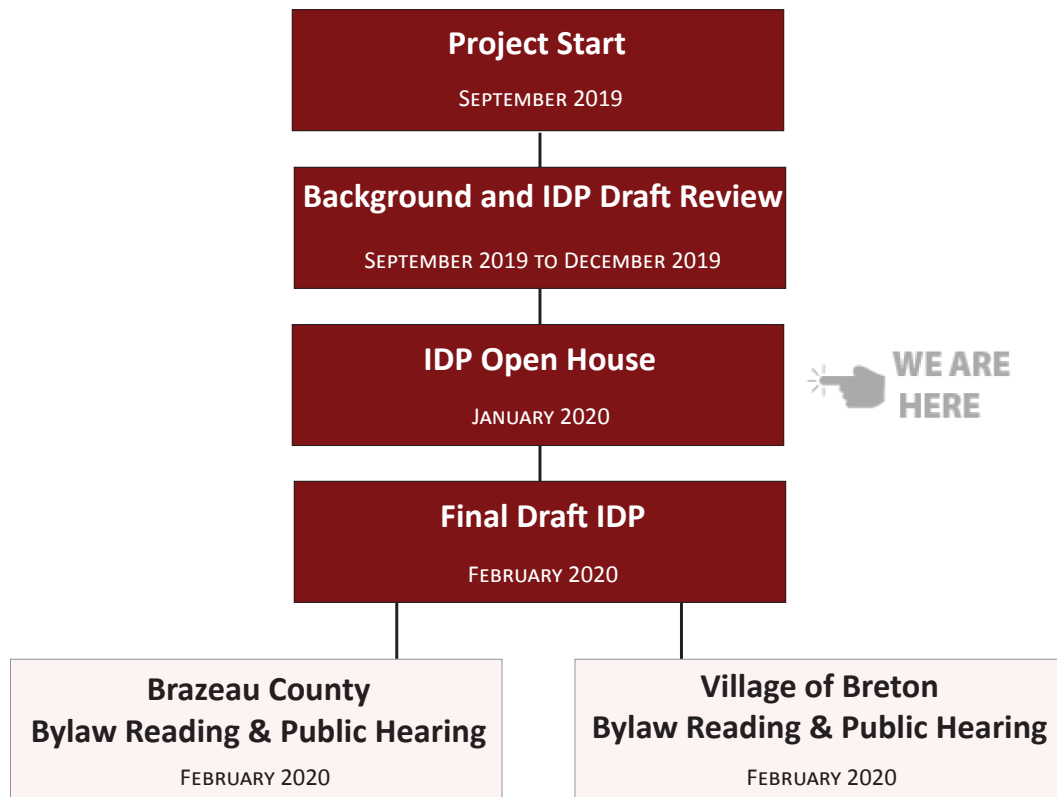 Project Start
SEPTEMBER 2019
Background and IDP Draft Review
SEPTEMBER 2019 TO DECEMBER 2019
IDP Open House
JANUARY 2020
WE ARE
HERE
Final Draft IDP
FEBRUARY 2020
Brazeau County
Bylaw Reading & Public Hearing
FEBRUARY 2020
Village of Breton
Bylaw Reading & Public Hearing
FEBRUARY 2020